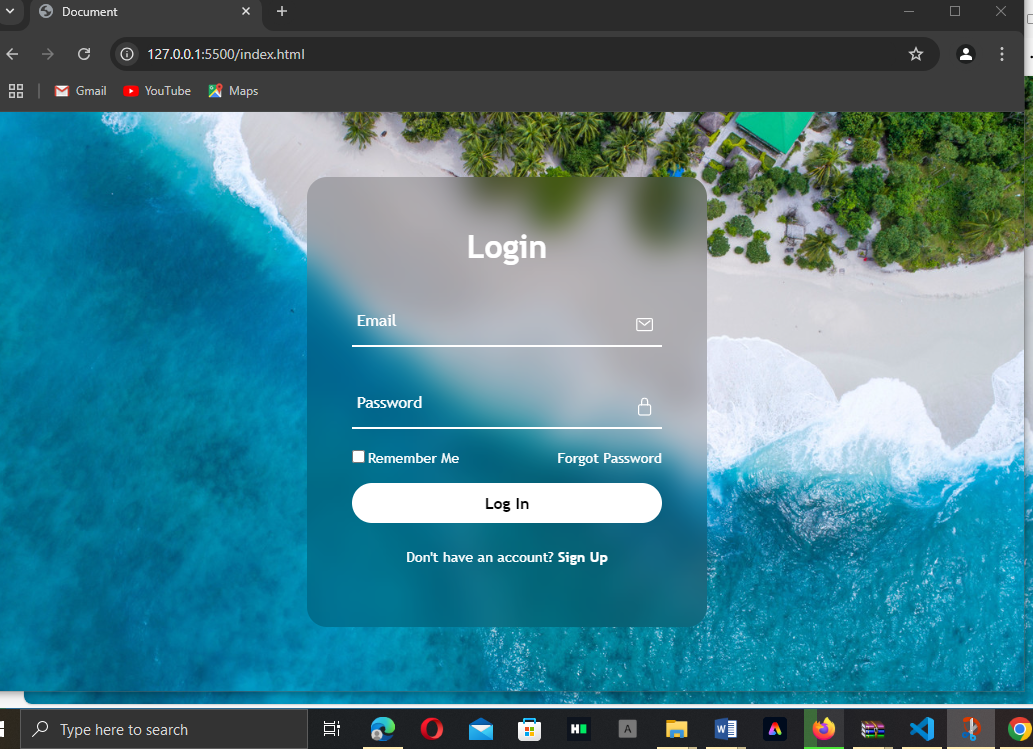 Document
127.0.0.1:5500/index.html
Gmail YouTube Maps
Login
Email
Password
Remember Me Forgot Password
Log In
Don't have an account? Sign Up
Type here to search